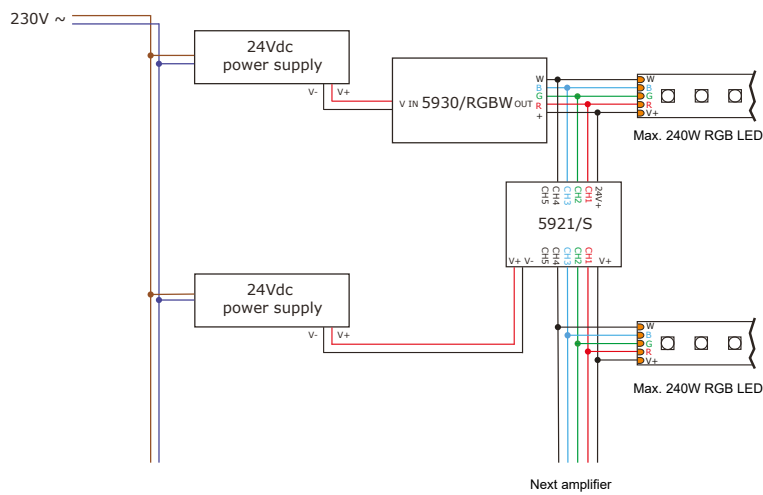 230V ~
24Vdc
power supply
V- V+
V IN 5930/RGBW OUT
W
B
G
R
+
W
B
G
R
V+
Max. 240W RGB LED
CH5 CH4 CH3 CH2 CH1 24V+
5921/S
V+ V- CH5 CH4 CH3 CH2 CH1 V+
24Vdc
power supply
V- V+
W
B
G
R
V+
Max. 240W RGB LED
Next amplifier